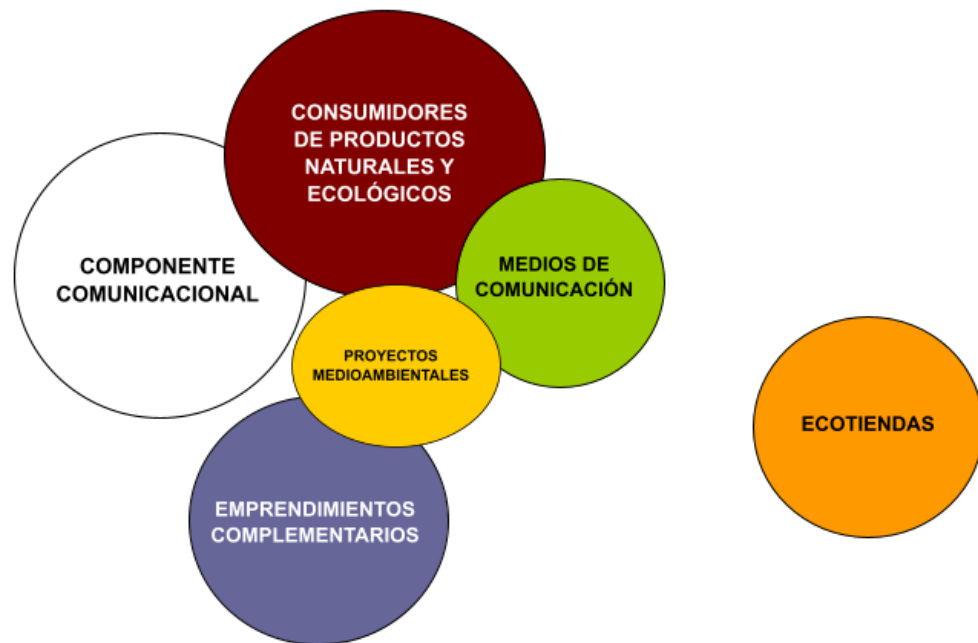 CONSUMIDORES
DE PRODUCTOS
NATURALES Y
ECOLÓGICOS
COMPONENTE
COMUNICACIONAL
MEDIOS DE
COMUNICACIÓN
PROYECTOS
MEDIOAMBIENTALES
ECOTIENDAS
EMPRENDIMIENTOS
COMPLEMENTARIOS